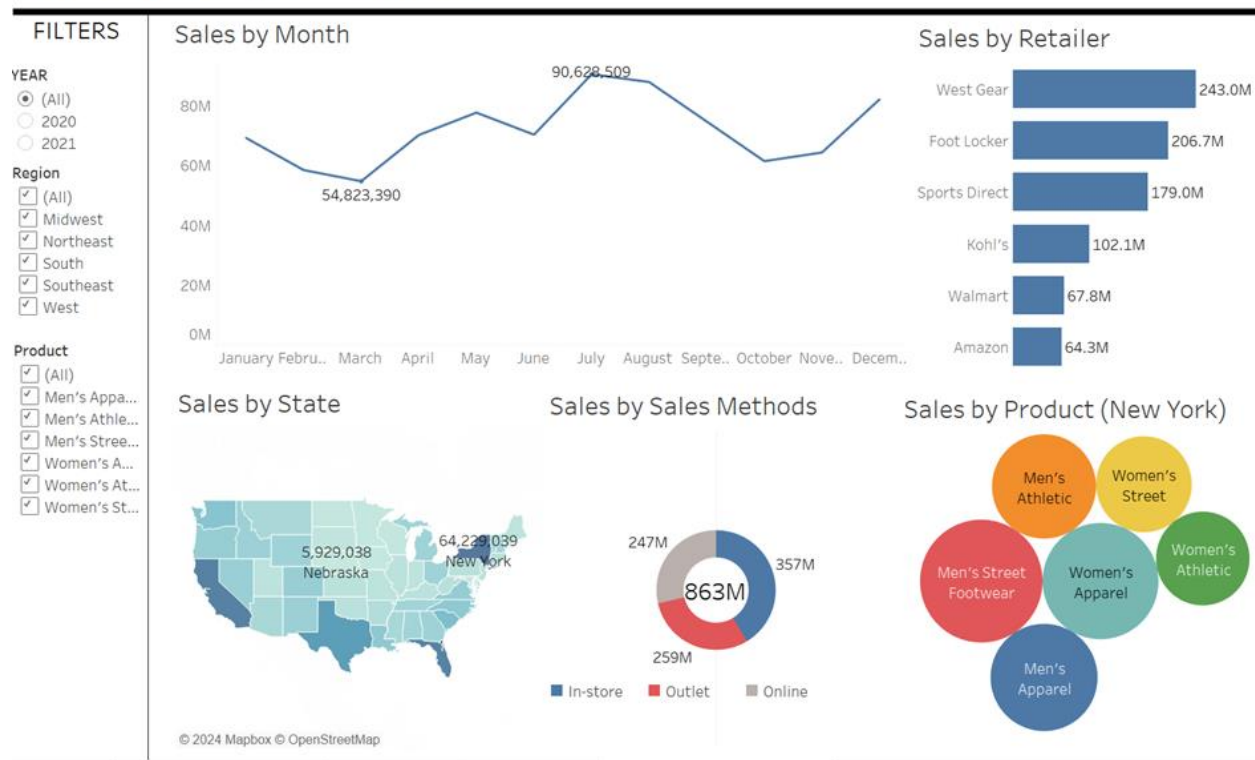 FILTERS
YEAR
(All)
2020
2021
Region
(All)
Midwest
Northeast
South
Southeast
West
Product
(All)
Men's Appa...
Men's Athle...
Men's Stree...
Women's A...
Women's At...
Women's St...
Sales by Month
90,628,509
80M
60M
54,823,390
40M
20M
0M
January Febru.. March April May June July August Septe.. October Nove.. Decem..
Sales by Retailer
West Gear 243.0M
Foot Locker 206.7M
Sports Direct 179.0M
Kohl's 102.1M
Walmart 67.8M
Amazon 64.3M
Sales by State
64,229,039
New York
5,929,038
Nebraska
© 2024 Mapbox © OpenStreetMap
Sales by Sales Methods
247M
357M
863M
259M
In-store Outlet Online
Sales by Product (New York)
Men's
Athletic
Women's
Street
Men's Street
Footwear
Women's
Apparel
Women's
Athletic
Men's
Apparel